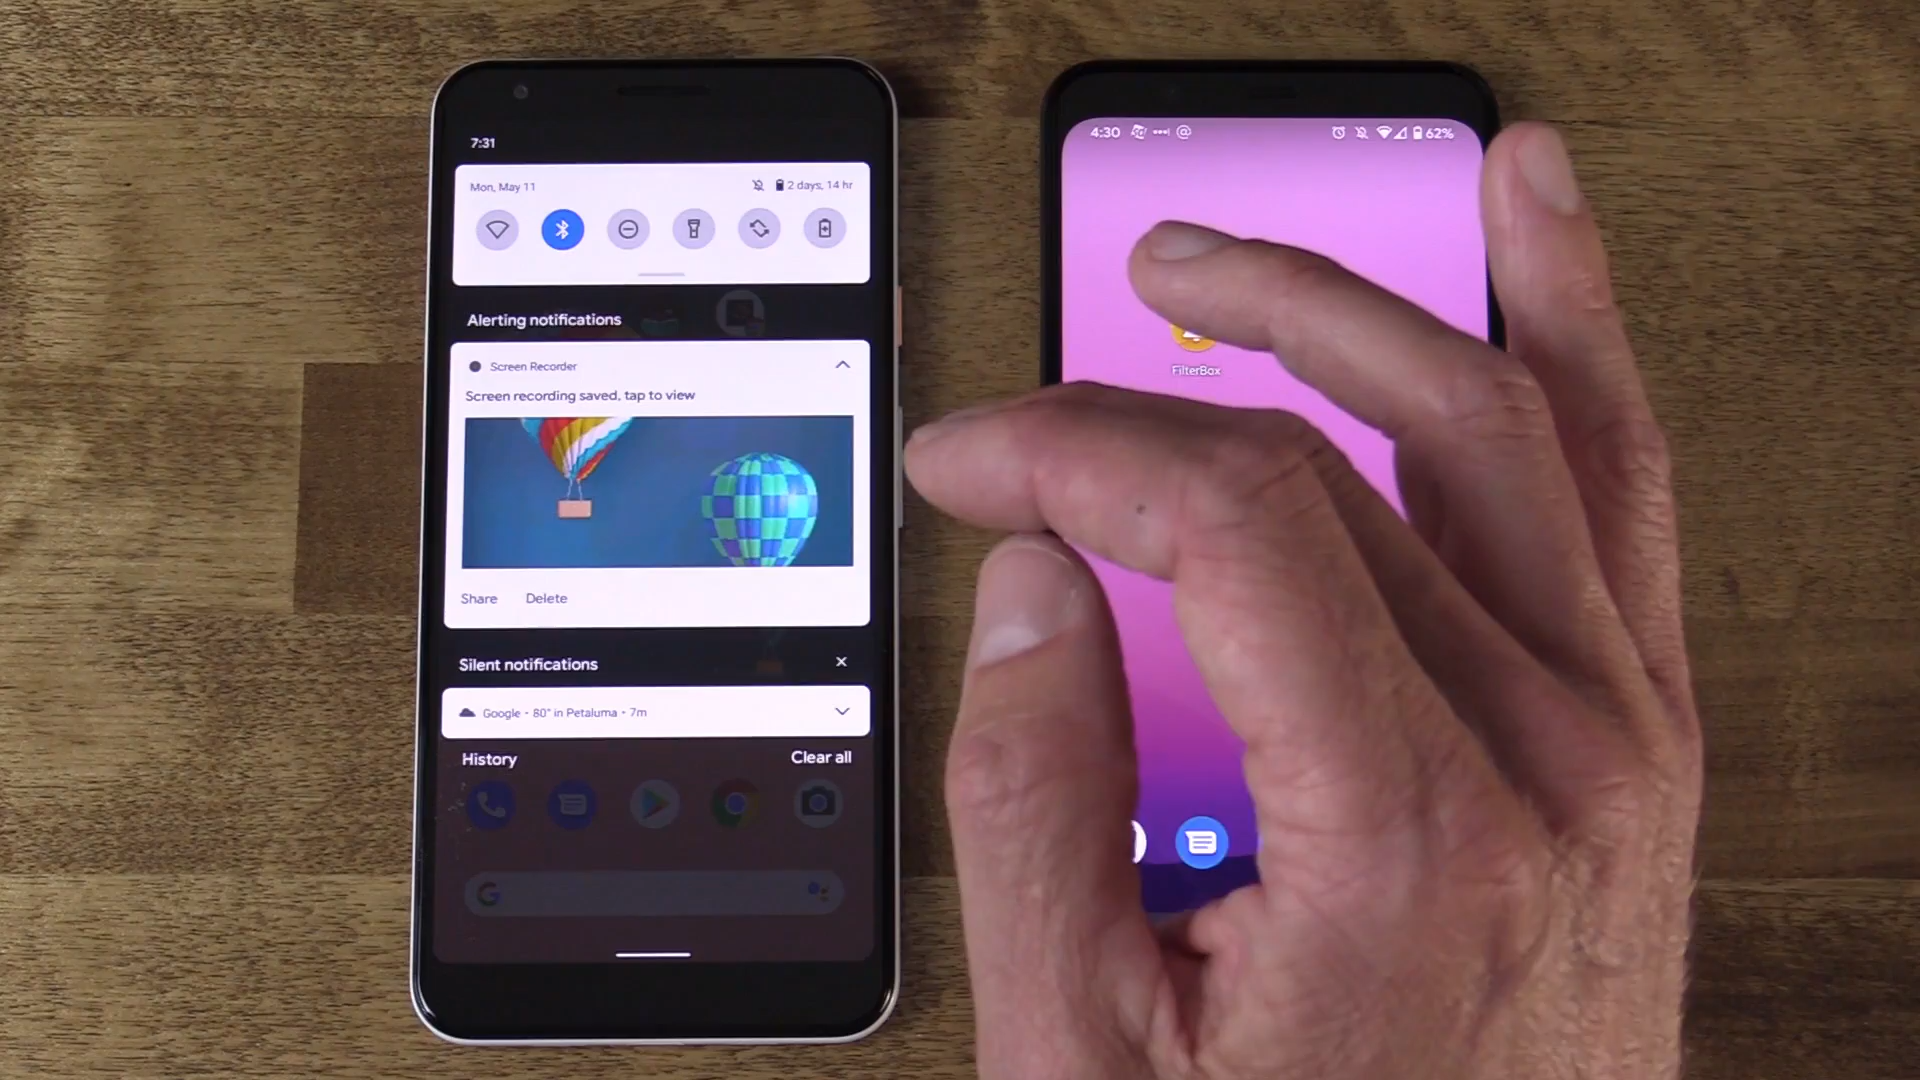 7:31
Mon, May 11
2 days, 14 hr
Alerting notifications
Screen Recorder
Screen recording saved, tap to view
Share Delete
Silent notifications
Google • 80° in Petaluma • 7m
History Clear all
G
4:30 @ 62%
FilterBox